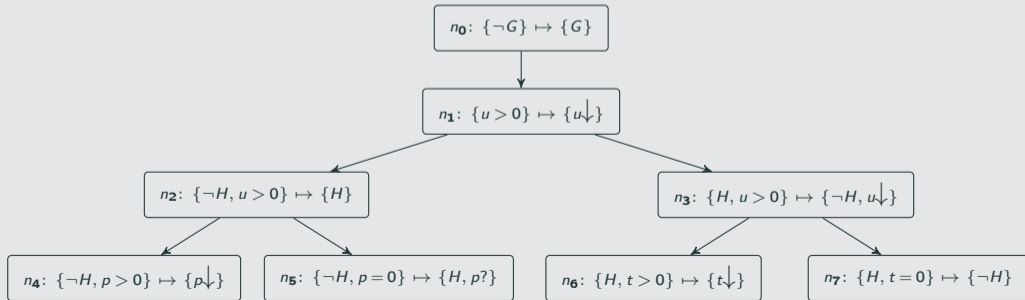 n₀: {¬G} ↦ {G}
n₁: {u > 0} ↦ {u↓}
n₂: {¬H, u > 0} ↦ {H}
n₃: {H, u > 0} ↦ {¬H, u↓}
n₄: {¬H, p > 0} ↦ {p↓}
n₅: {¬H, p = 0} ↦ {H, p?}
n₆: {H, t > 0} ↦ {t↓}
n₇: {H, t = 0} ↦ {¬H}